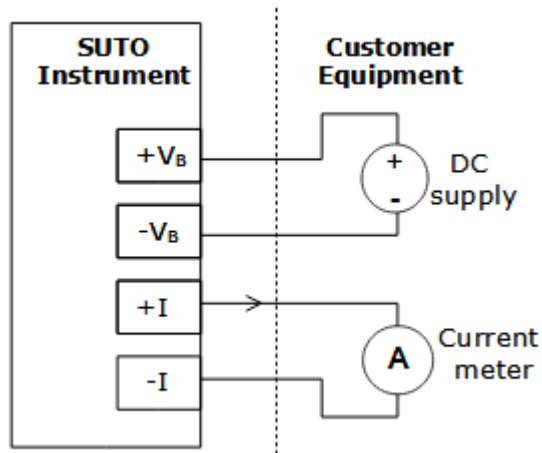 SUTO
Instrument
Customer
Equipment
+VB
-VB
+I
-I
+
-
DC
supply
A
Current
meter